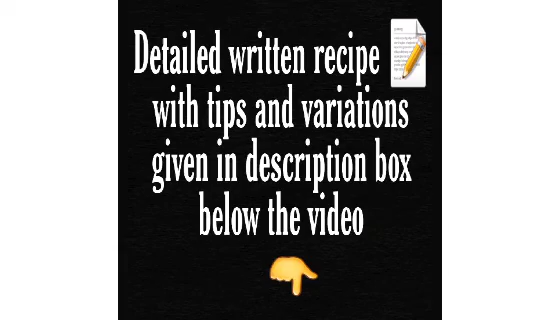 Detailed written recipe
with tips and variations
given in description box
below the video